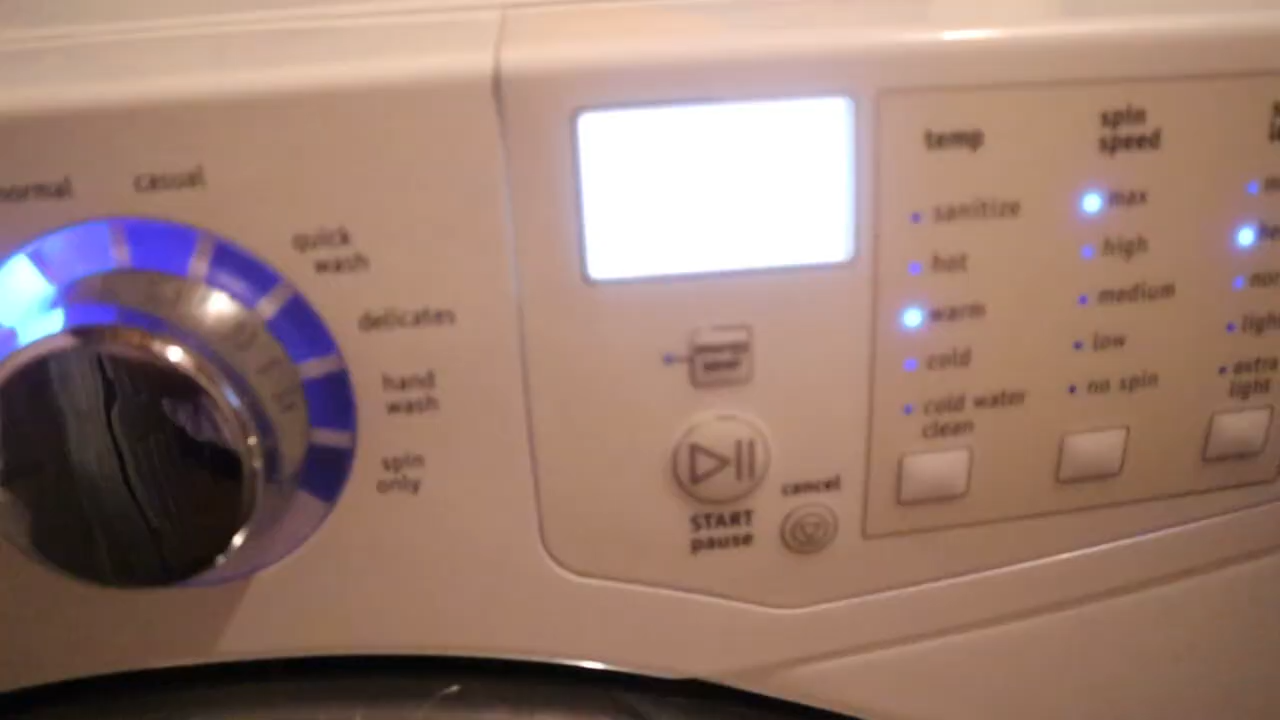 normal
casual
quick
wash
delicates
hand
wash
spin
only
START
pause
cancel
temp
sanitize
hot
warm
cold
cold water
clean
spin
speed
max
high
medium
low
no spin
extra
light